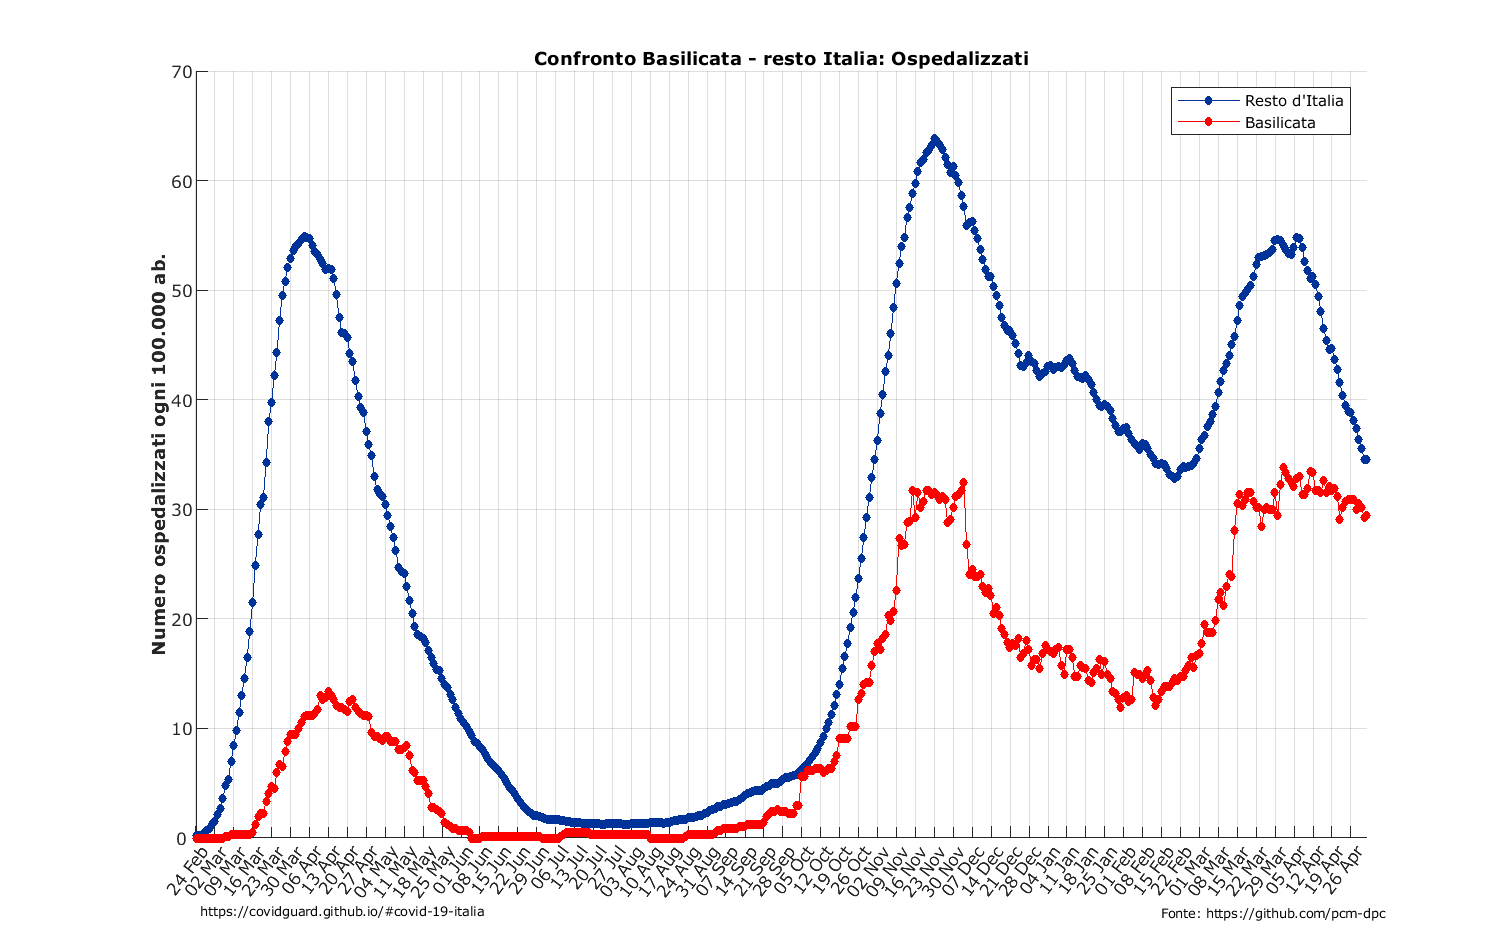 Confronto Basilicata - resto Italia: Ospedalizzati
Resto d'Italia
Basilicata
Numero ospedalizzati ogni 100.000 ab.
70
60
50
40
30
20
10
0
24 Feb
02 Mar
09 Mar
16 Mar
23 Mar
30 Mar
06 Apr
13 Apr
20 Apr
27 Apr
04 May
11 May
18 May
25 May
01 Jun
08 Jun
15 Jun
22 Jun
29 Jun
06 Jul
13 Jul
20 Jul
27 Jul
03 Aug
10 Aug
17 Aug
24 Aug
31 Aug
07 Sep
14 Sep
21 Sep
28 Sep
05 Oct
12 Oct
19 Oct
26 Oct
02 Nov
09 Nov
16 Nov
23 Nov
30 Nov
07 Dec
14 Dec
21 Dec
28 Dec
04 Jan
11 Jan
18 Jan
25 Jan
01 Feb
08 Feb
15 Feb
22 Feb
01 Mar
08 Mar
15 Mar
22 Mar
29 Mar
05 Apr
12 Apr
19 Apr
26 Apr
https://covidguard.github.io/#covid-19-italia
Fonte: https://github.com/pcm-dpc